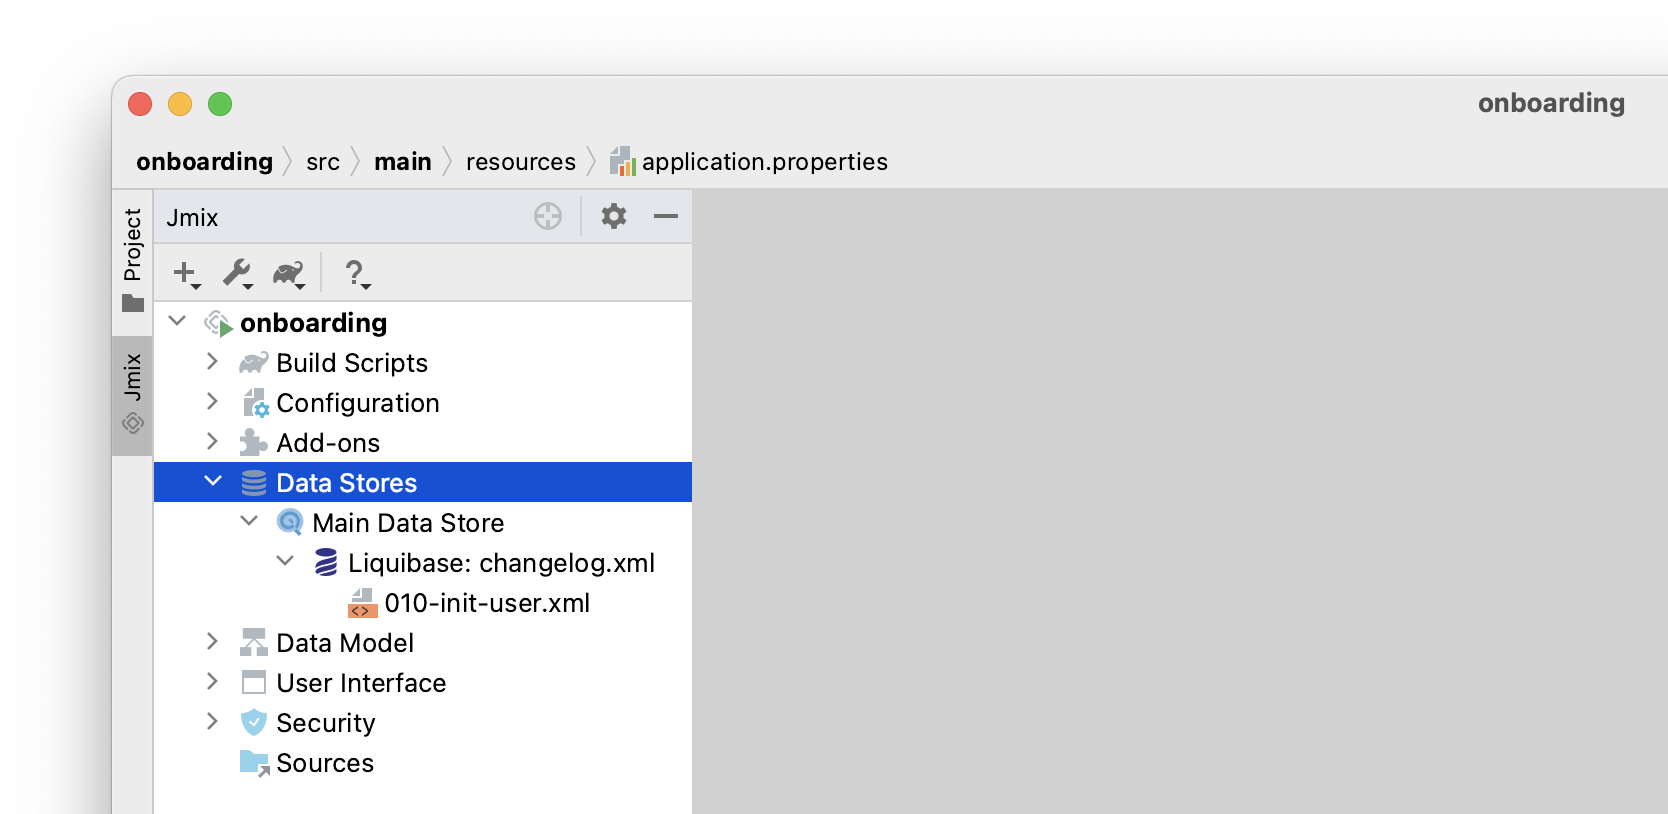 onboarding
onboarding src main resources application.properties
Project
Jmix
Jmix
?
onboarding
Build Scripts
Configuration
Add-ons
Data Stores
Main Data Store
Liquibase: changelog.xml
<> 010-init-user.xml
Data Model
User Interface
Security
Sources